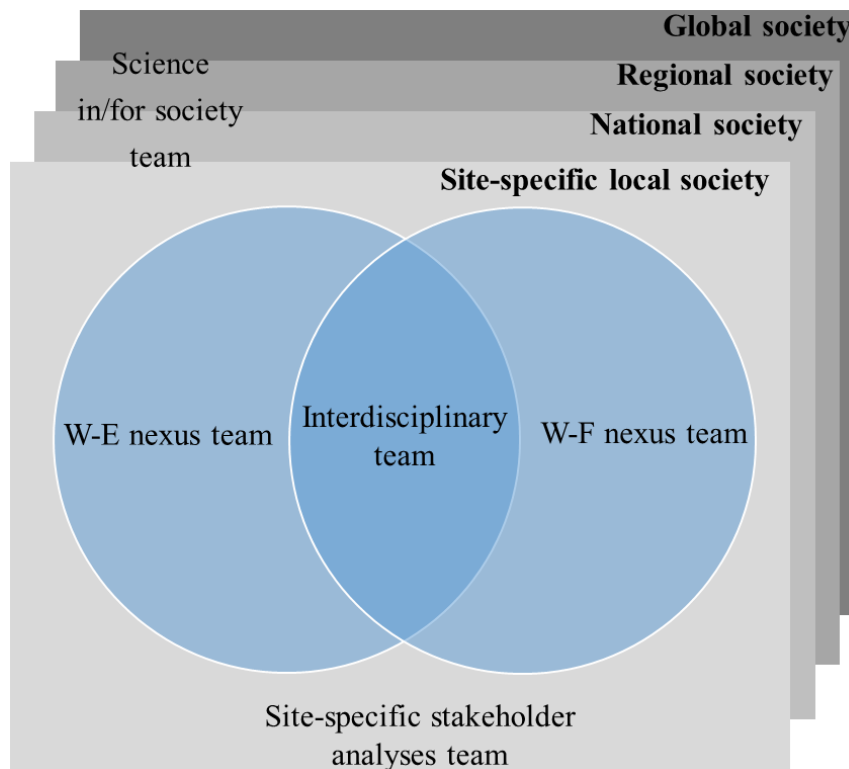 Global society
Science
in/for society
team
Regional society
National society
Site-specific local society
W-E nexus team
Interdisciplinary
team
W-F nexus team
Site-specific stakeholder
analyses team